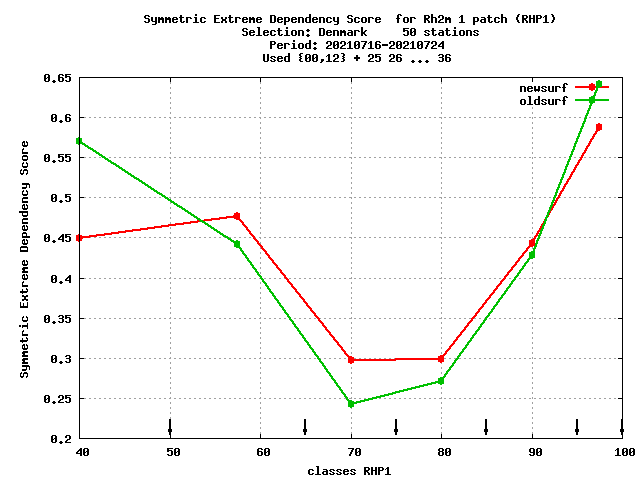 Symmetric Extreme Dependency Score  for Rh2m 1 patch (RHP1)
Selection: Denmark     50 stations
Period: 20210716-20210724
Used {00,12} + 25 26 ... 36
newsurf
oldsurf
0.65
0.6
0.55
0.5
0.45
0.4
0.35
0.3
0.25
0.2
Symmetric Extreme Dependency Score
40 50 60 70 80 90 100
classes RHP1